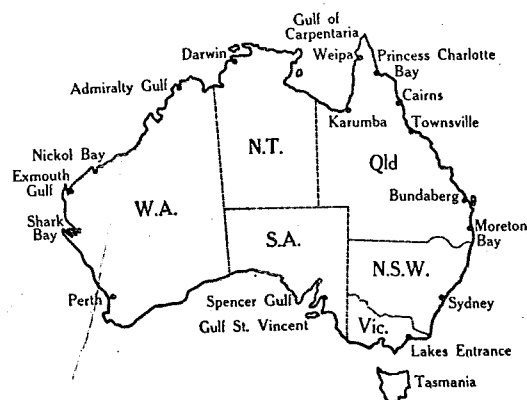 Gulf of
Carpentaria
Darwin
Weipa
Princess Charlotte
Bay
Admiralty Gulf
Cairns
Karumba
Townsville
N.T.
Nickol Bay
Qld
Exmouth
Gulf
Bundaberg
W.A.
Shark
Bay
Moreton
Bay
S.A.
N.S.W.
Perth
Spencer Gulf
Sydney
Gulf St. Vincent
Vic.
Lakes Entrance
Tasmania